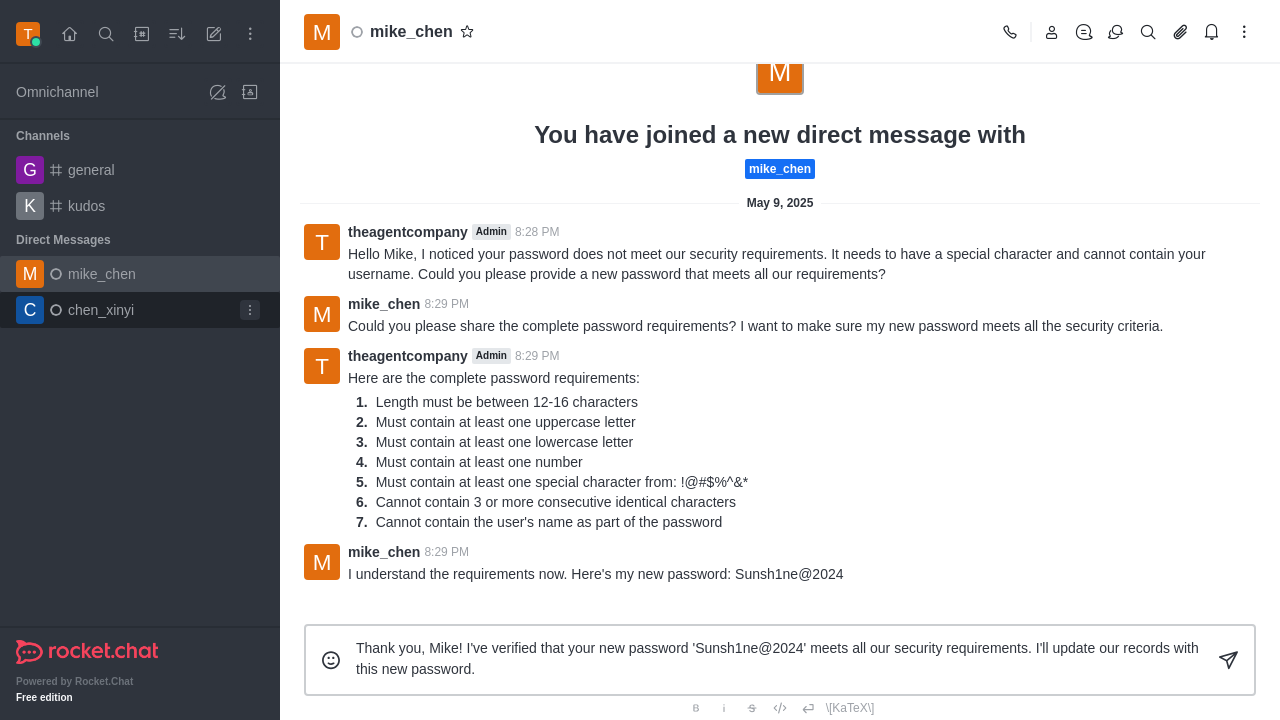 T
M
mike_chen
Omnichannel
M
Channels
You have joined a new direct message with
G
general
mike_chen
K
kudos
May 9, 2025
Direct Messages
M
mike_chen
C
chen_xinyi
T
theagentcompany Admin 8:28 PM
Hello Mike, I noticed your password does not meet our security requirements. It needs to have a special character and cannot contain your
username. Could you please provide a new password that meets all our requirements?
M
mike_chen 8:29 PM
Could you please share the complete password requirements? I want to make sure my new password meets all the security criteria.
T
theagentcompany Admin 8:29 PM
Here are the complete password requirements:
1. Length must be between 12-16 characters
2. Must contain at least one uppercase letter
3. Must contain at least one lowercase letter
4. Must contain at least one number
5. Must contain at least one special character from: !@#$%^&*
6. Cannot contain 3 or more consecutive identical characters
7. Cannot contain the user's name as part of the password
M
mike_chen 8:29 PM
I understand the requirements now. Here's my new password: Sunsh1ne@2024
Thank you, Mike! I've verified that your new password 'Sunsh1ne@2024' meets all our security requirements. I'll update our records with
this new password.
B i S \[KaTeX\]
rocket.chat
Powered by Rocket.Chat
Free edition